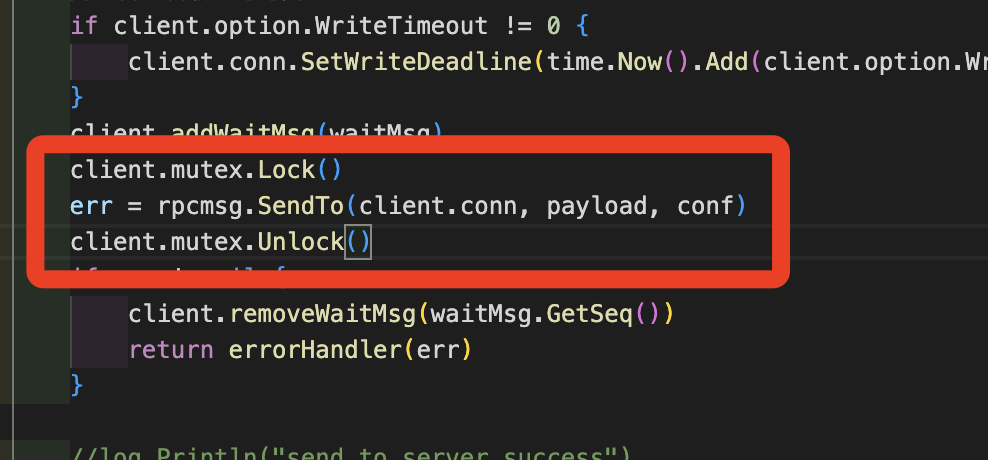 if client.option.WriteTimeout != 0 {
client.conn.SetWriteDeadline(time.Now().Add(client.option.Wr
}
client.addWaitMsg(waitMsg)
client.mutex.Lock()
err = rpcmsg.SendTo(client.conn, payload, conf)
client.mutex.Unlock()
client.removeWaitMsg(waitMsg.GetSeq())
return errorHandler(err)
}
//log.Println("send to server success")